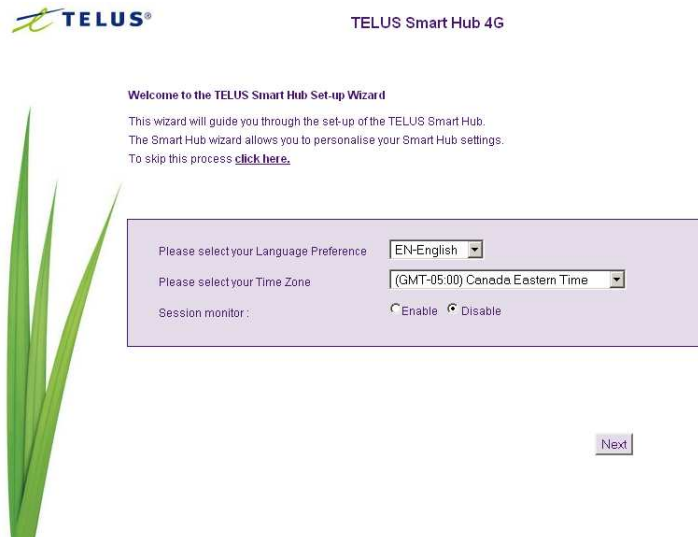 TELUS®
TELUS Smart Hub 4G
Welcome to the TELUS Smart Hub Set-up Wizard
This wizard will guide you through the set-up of the TELUS Smart Hub.
The Smart Hub wizard allows you to personalise your Smart Hub settings.
To skip this process click here.
Please select your Language Preference EN-English
Please select your Time Zone (GMT-05:00) Canada Eastern Time
Session monitor : Enable Disable
Next